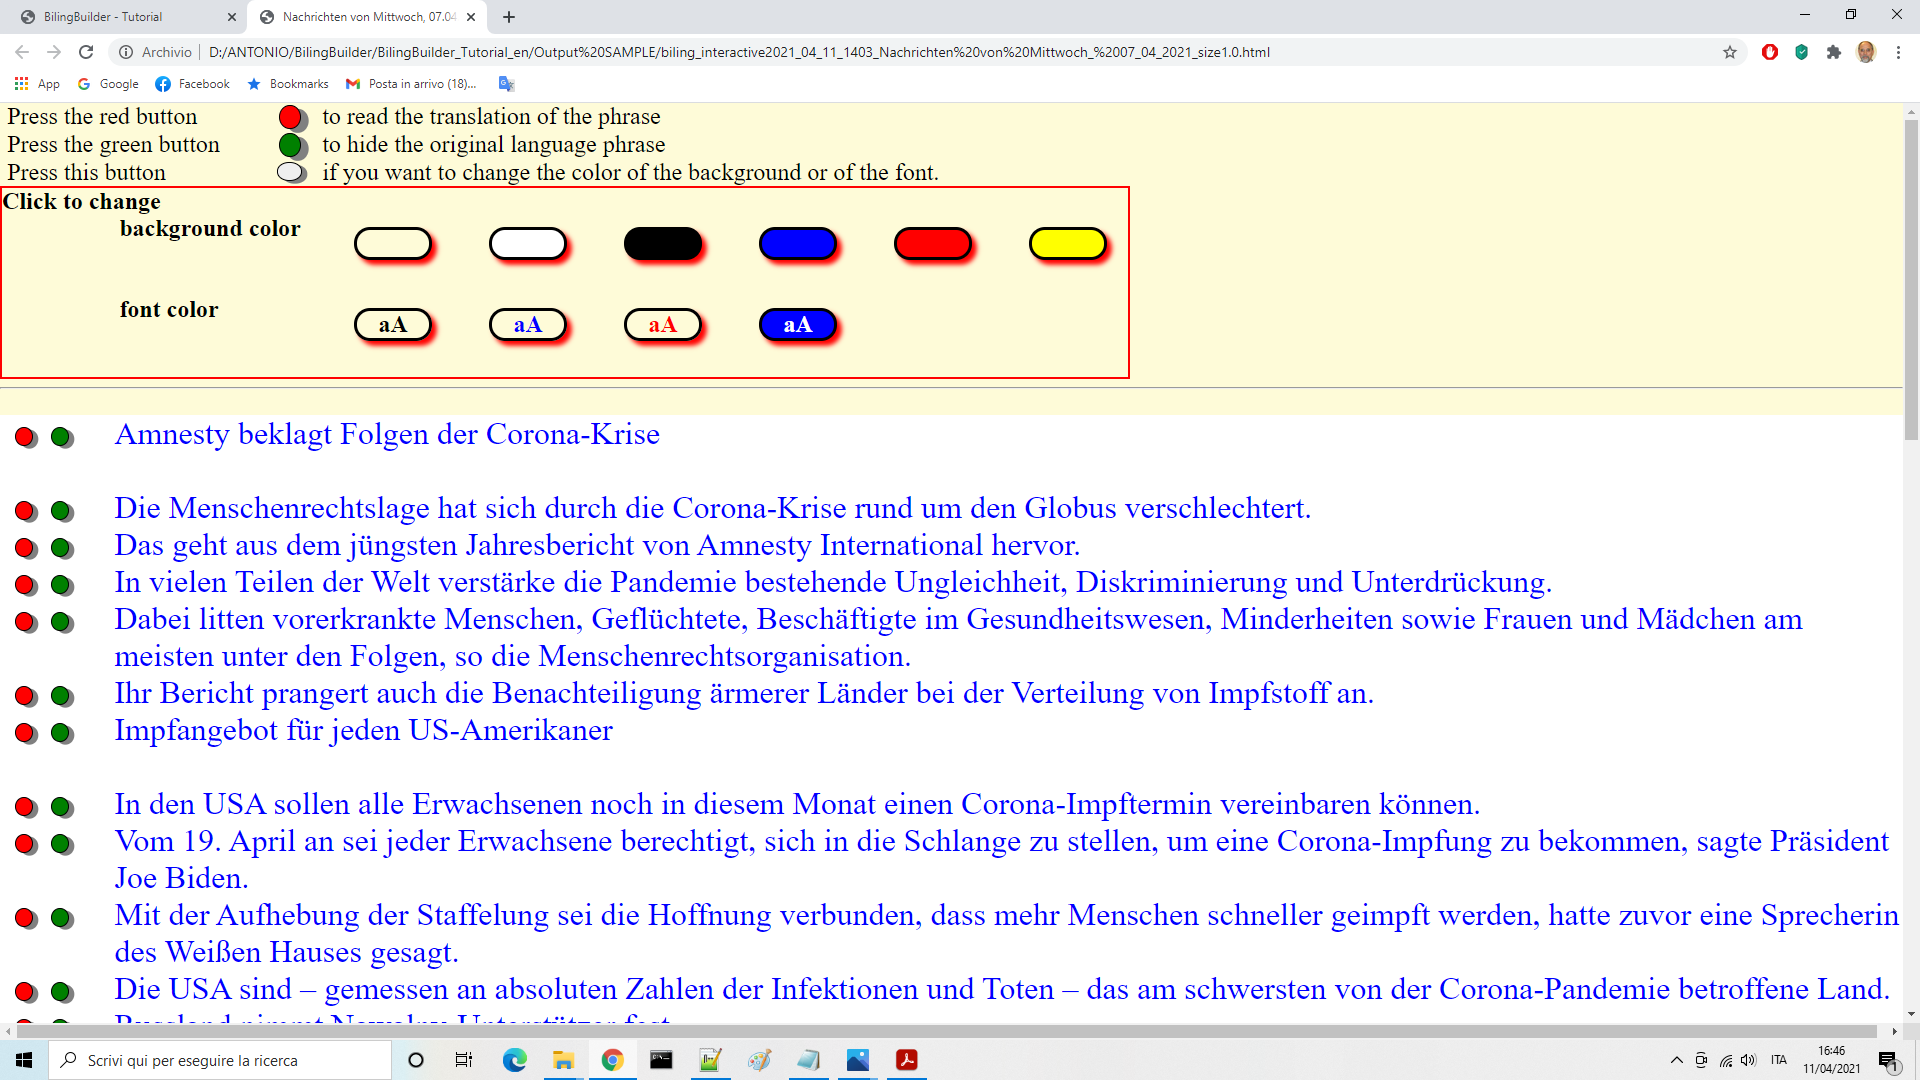 BilingBuilder - Tutorial
Nachrichten von Mittwoch, 07.04
Archivio
D:/ANTONIO/BilingBuilder/BilingBuilder_Tutorial_en/Output%20SAMPLE/biling_interactive2021_04_11_1403_Nachrichten%20von%20Mittwoch_%2007_04_2021_size1.0.html
App Google Facebook Bookmarks Posta in arrivo (18)...
Press the red button to read the translation of the phrase
Press the green button to hide the original language phrase
Press this button if you want to change the color of the background or of the font.
Click to change
background color
font color aA aA aA aA
Amnesty beklagt Folgen der Corona-Krise
Die Menschenrechtslage hat sich durch die Corona-Krise rund um den Globus verschlechtert.
Das geht aus dem jüngsten Jahresbericht von Amnesty International hervor.
In vielen Teilen der Welt verstärke die Pandemie bestehende Ungleichheit, Diskriminierung und Unterdrückung.
Dabei litten vorerkrankte Menschen, Geflüchtete, Beschäftigte im Gesundheitswesen, Minderheiten sowie Frauen und Mädchen am
meisten unter den Folgen, so die Menschenrechtsorganisation.
Ihr Bericht prangert auch die Benachteiligung ärmerer Länder bei der Verteilung von Impfstoff an.
Impfangebot für jeden US-Amerikaner
In den USA sollen alle Erwachsenen noch in diesem Monat einen Corona-Impftermin vereinbaren können.
Vom 19. April an sei jeder Erwachsene berechtigt, sich in die Schlange zu stellen, um eine Corona-Impfung zu bekommen, sagte Präsident
Joe Biden.
Mit der Aufhebung der Staffelung sei die Hoffnung verbunden, dass mehr Menschen schneller geimpft werden, hatte zuvor eine Sprecherin
des Weißen Hauses gesagt.
Die USA sind – gemessen an absoluten Zahlen der Infektionen und Toten – das am schwersten von der Corona-Pandemie betroffene Land.
Russland nimmt Nawalny-Unterstützer fest
Scrivi qui per eseguire la ricerca
ITA
16:46
11/04/2021
1